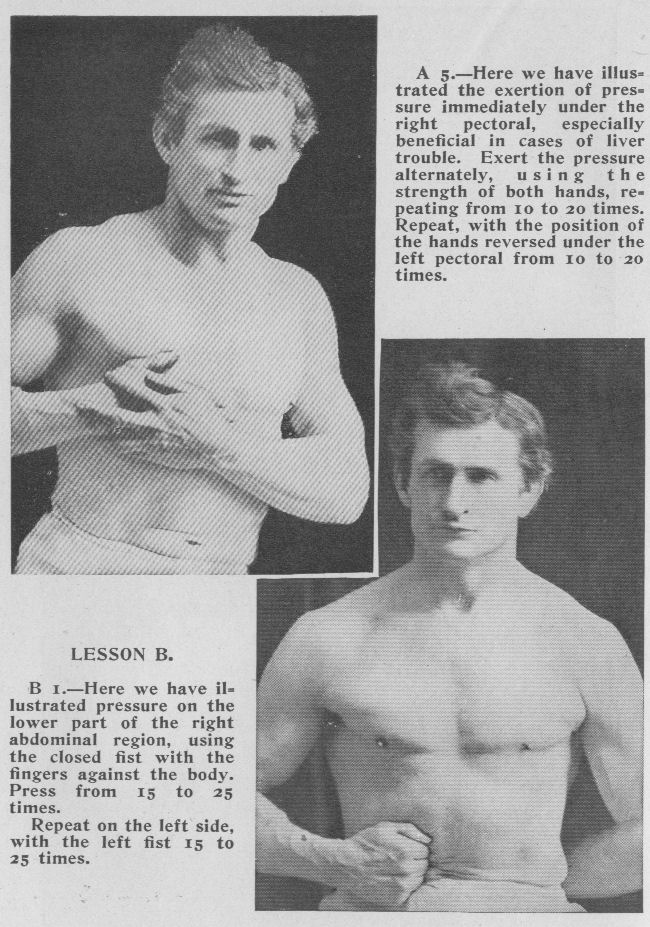 A 5.—Here we have illus-
trated the exertion of pres-
sure immediately under the
right pectoral, especially
beneficial in cases of liver
trouble. Exert the pressure
alternately, using the
strength of both hands, re-
peating from 10 to 20 times.
Repeat, with the position of
the hands reversed under the
left pectoral from 10 to 20
times.
LESSON B.
B 1.—Here we have il-
lustrated pressure on the
lower part of the right
abdominal region, using
the closed fist with the
fingers against the body.
Press from 15 to 25
times.
Repeat on the left side,
with the left fist 15 to
25 times.